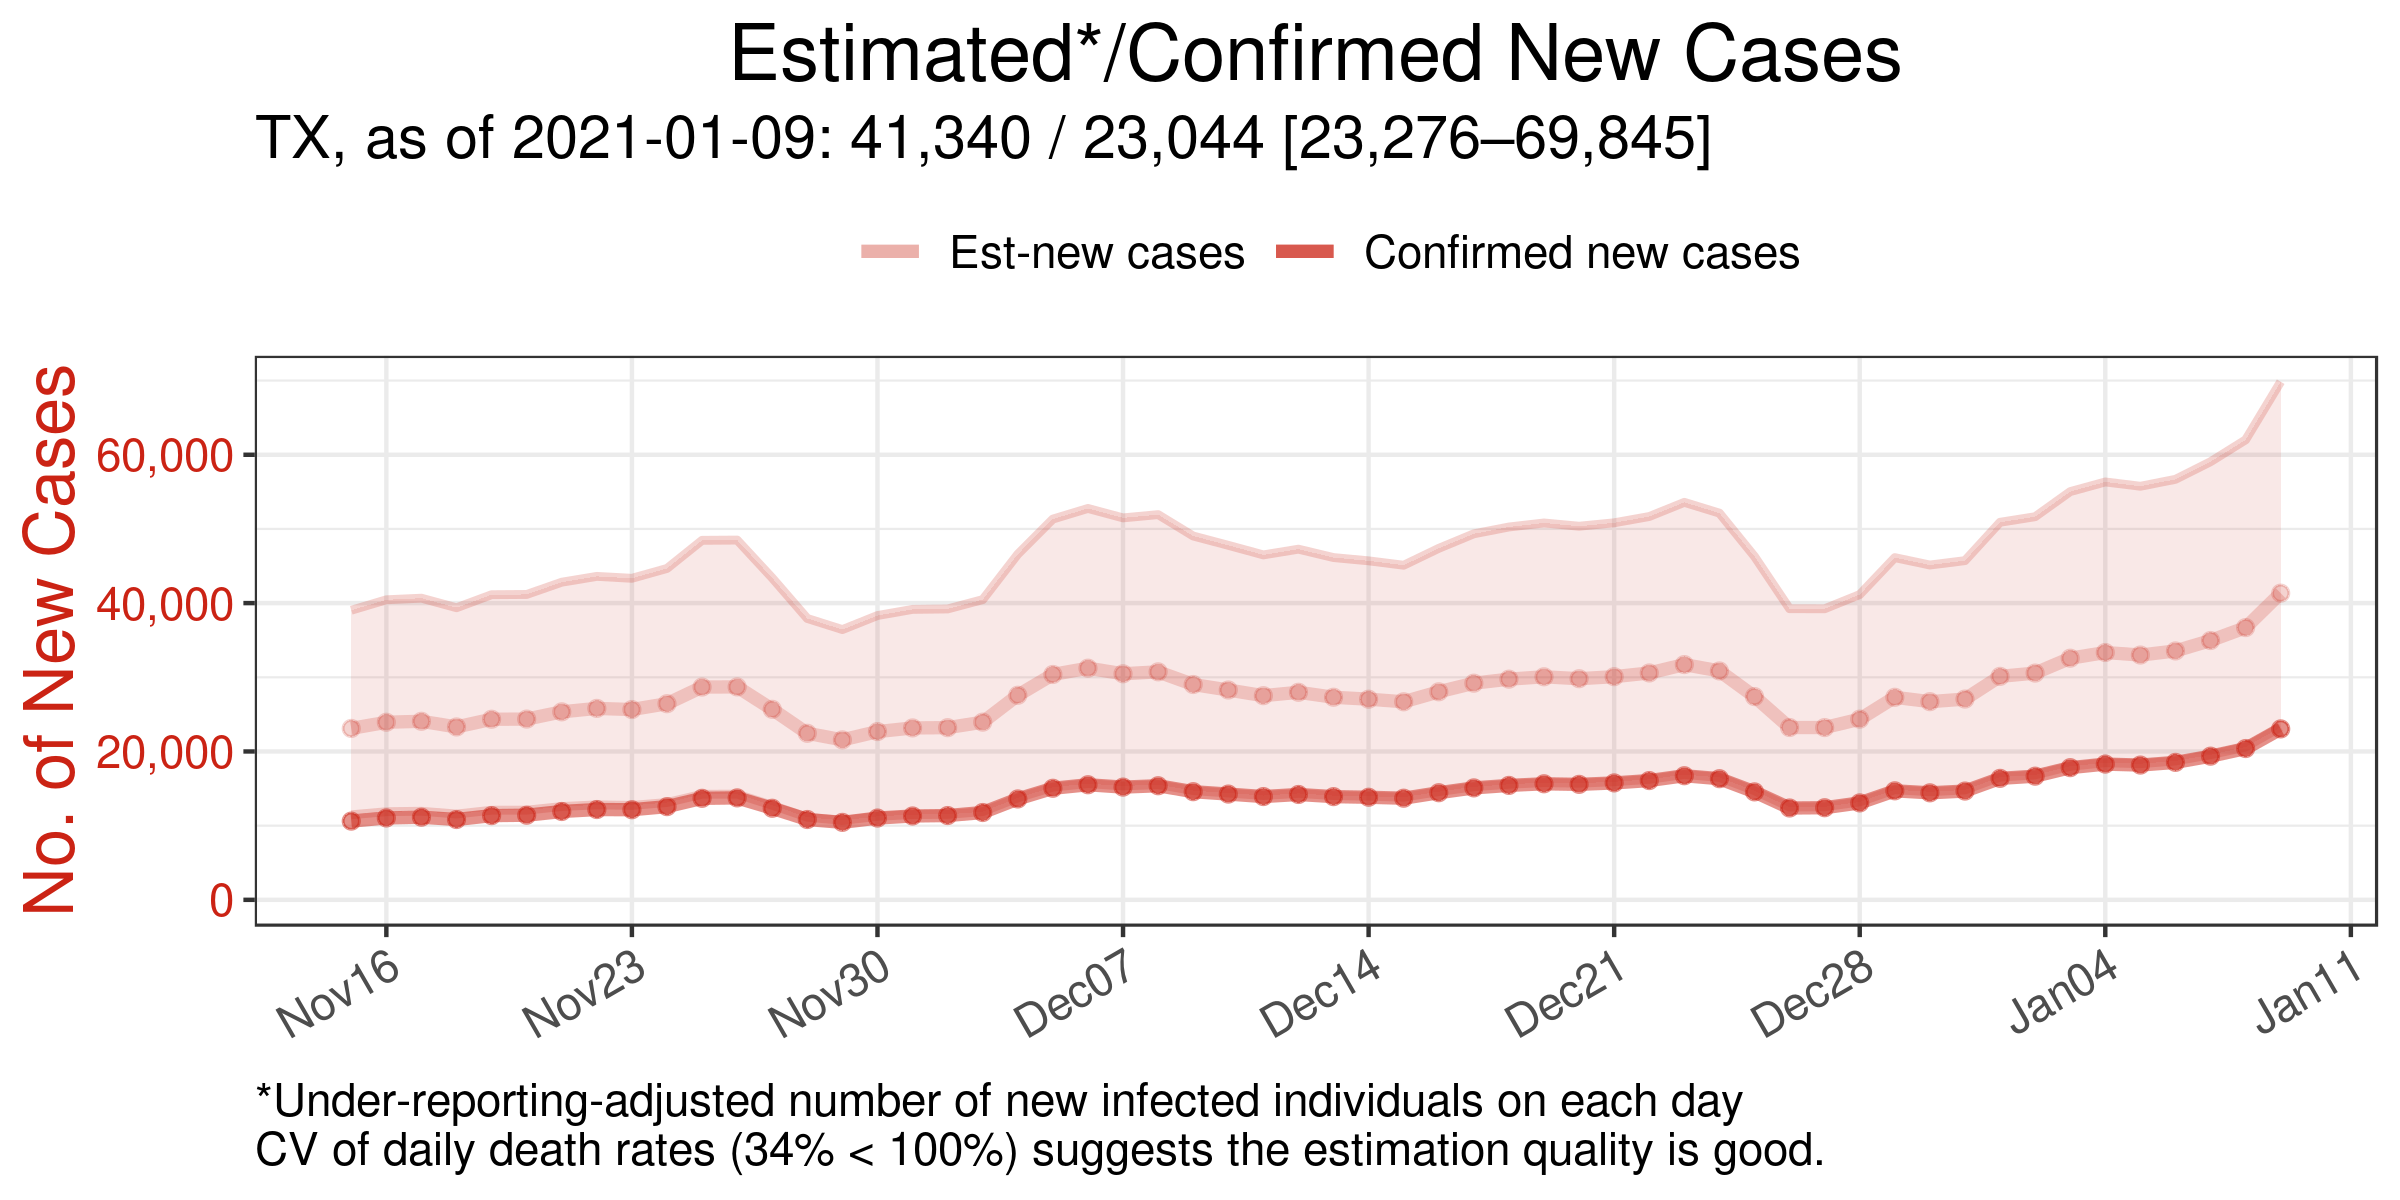 Estimated*/Confirmed New Cases
TX, as of 2021-01-09: 41,340 / 23,044 [23,276–69,845]
Est-new cases Confirmed new cases
No. of New Cases
60,000
40,000
20,000
0
Nov16 Nov23 Nov30 Dec07 Dec14 Dec21 Dec28 Jan04 Jan11
*Under-reporting-adjusted number of new infected individuals on each day
CV of daily death rates (34% < 100%) suggests the estimation quality is good.